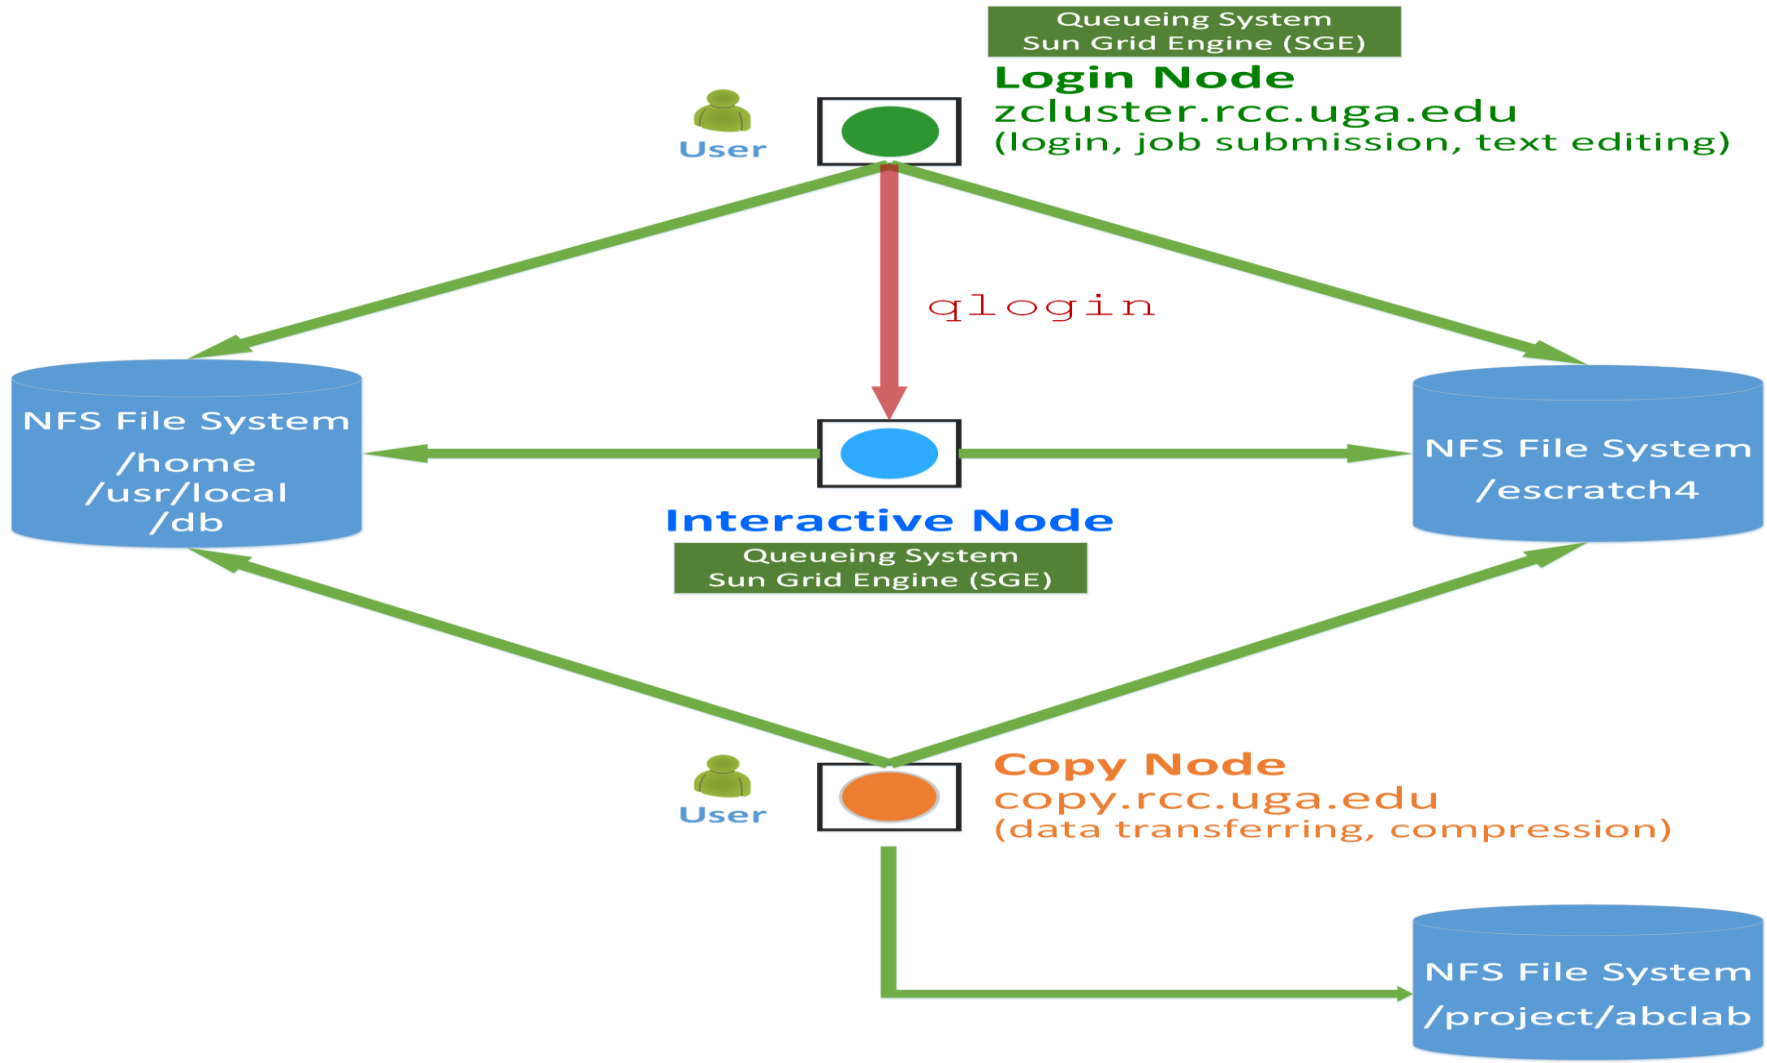 Queueing System
Sun Grid Engine (SGE)
Login Node
zcluster.rcc.uga.edu
(login, job submission, text editing)
User
qlogin
NFS File System
/home
/usr/local
/db
NFS File System
/escratch4
Interactive Node
Queueing System
Sun Grid Engine (SGE)
User
Copy Node
copy.rcc.uga.edu
(data transferring, compression)
NFS File System
/project/abclab